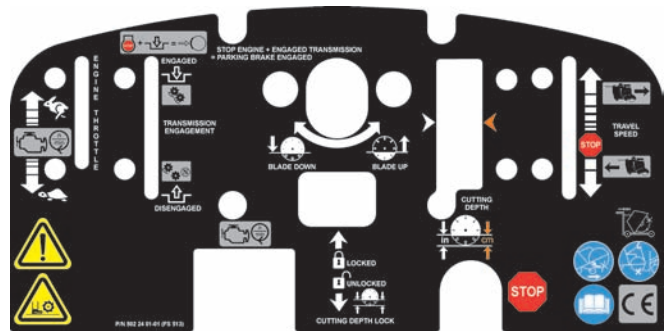 STOP ENGINE + ENGAGED TRANSMISSION
= PARKING BRAKE ENGAGED
ENGINE THROTTLE
ENGAGED
TRANSMISSION
ENGAGEMENT
DISENGAGED
BLADE DOWN
BLADE UP
TRAVEL
SPEED
STOP
CUTTING
DEPTH
in
cm
LOCKED
UNLOCKED
CUTTING DEPTH LOCK
STOP
CE
P/N 502 24 01-01 (FS 513)